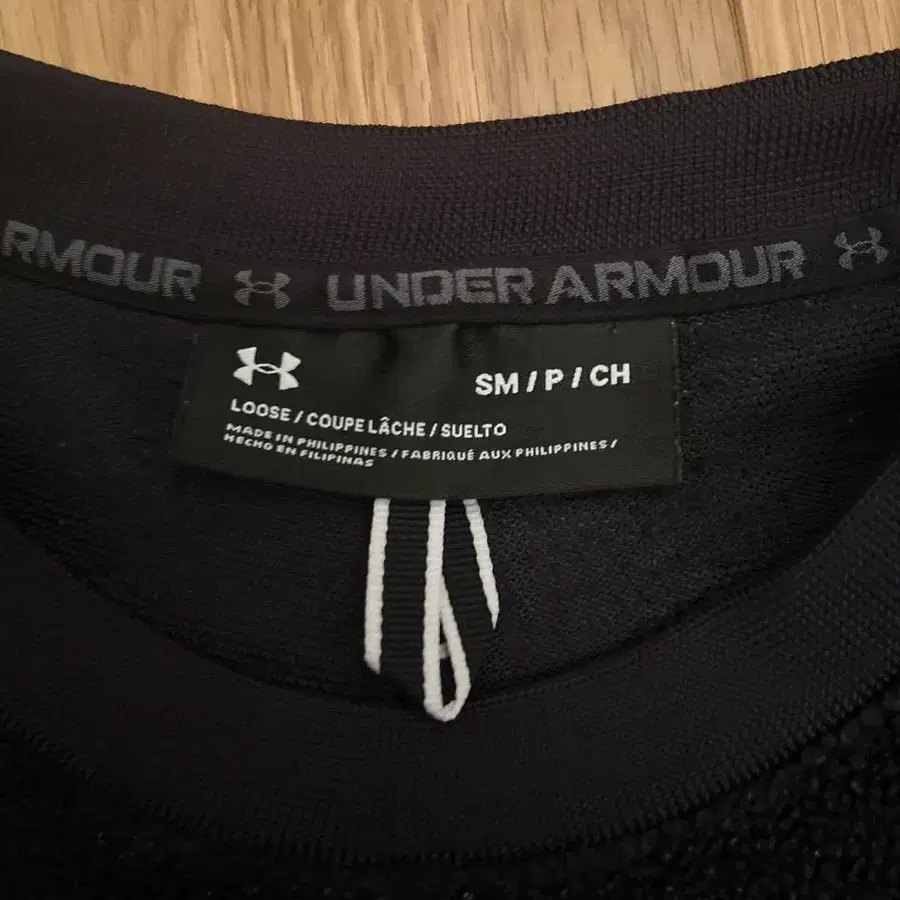 RMOUR UNDER ARMOUR
SM / P / CH
LOOSE / COUPE LÂCHE / SUELTO
MADE IN PHILIPPINES / FABRIQUÉ AUX PHILIPPINES /
HECHO EN FILIPINAS